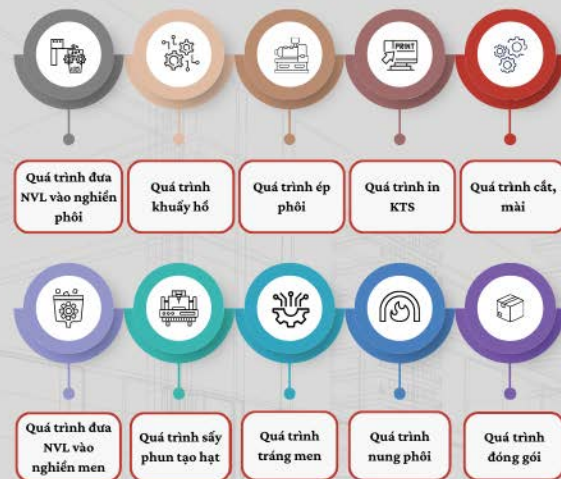 PRINT
Quá trình đưa
NVL vào nghiền
phôi
Quá trình
khuấy hồ
Quá trình ép
phôi
Quá trình in
KTS
Quá trình cắt,
mài
Quá trình đưa
NVL vào
nghiền men
Quá trình sấy
phun tạo hạt
Quá trình
tráng men
Quá trình
nung phôi
Quá trình
đóng gói